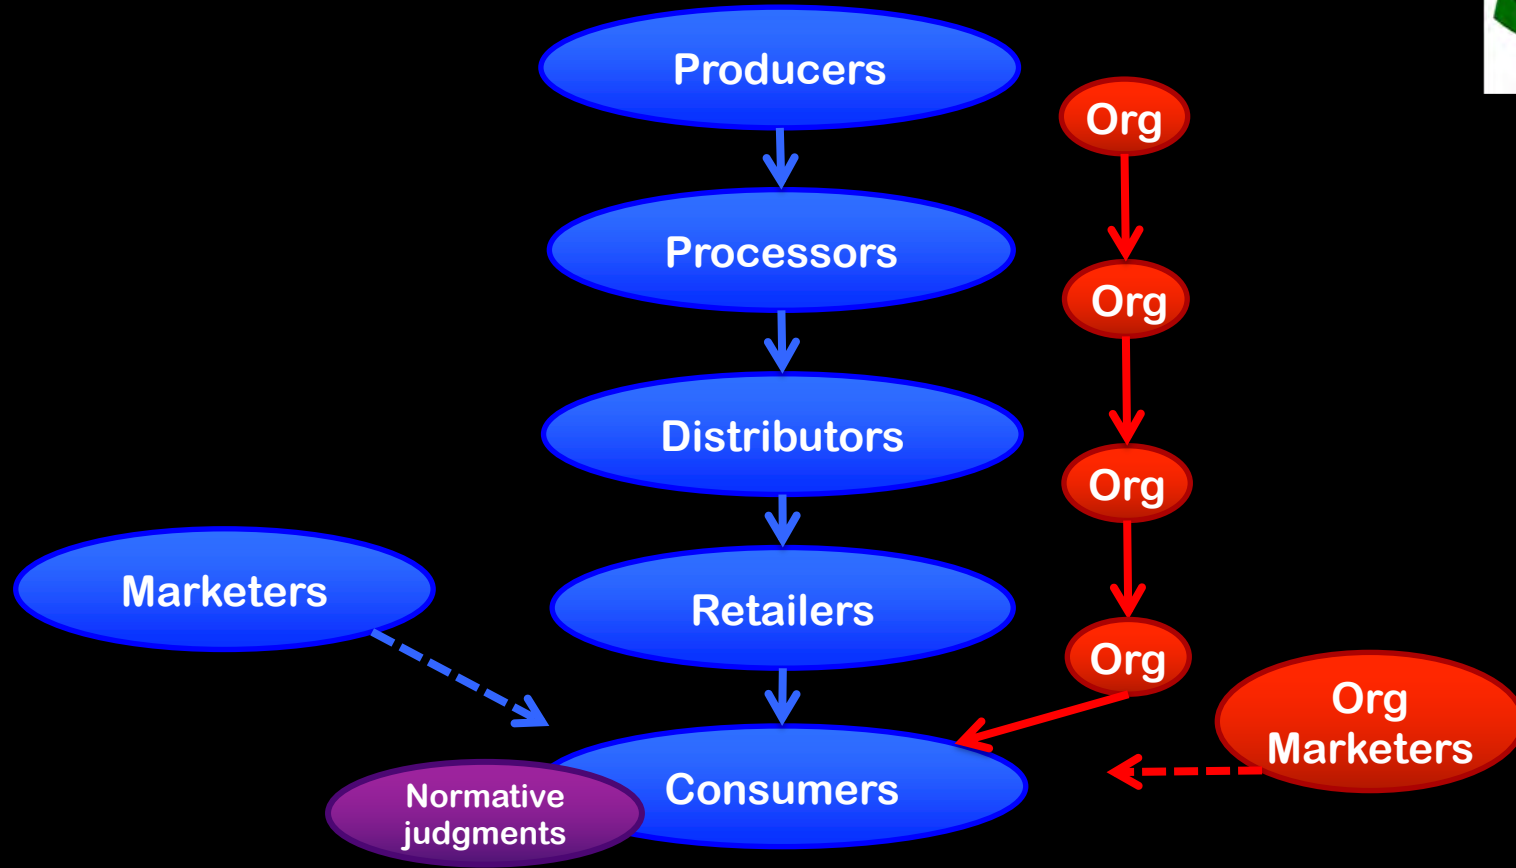 Producers
Org
Processors
Org
Distributors
Org
Marketers
Retailers
Org
Org
Marketers
Consumers
Normative
judgments